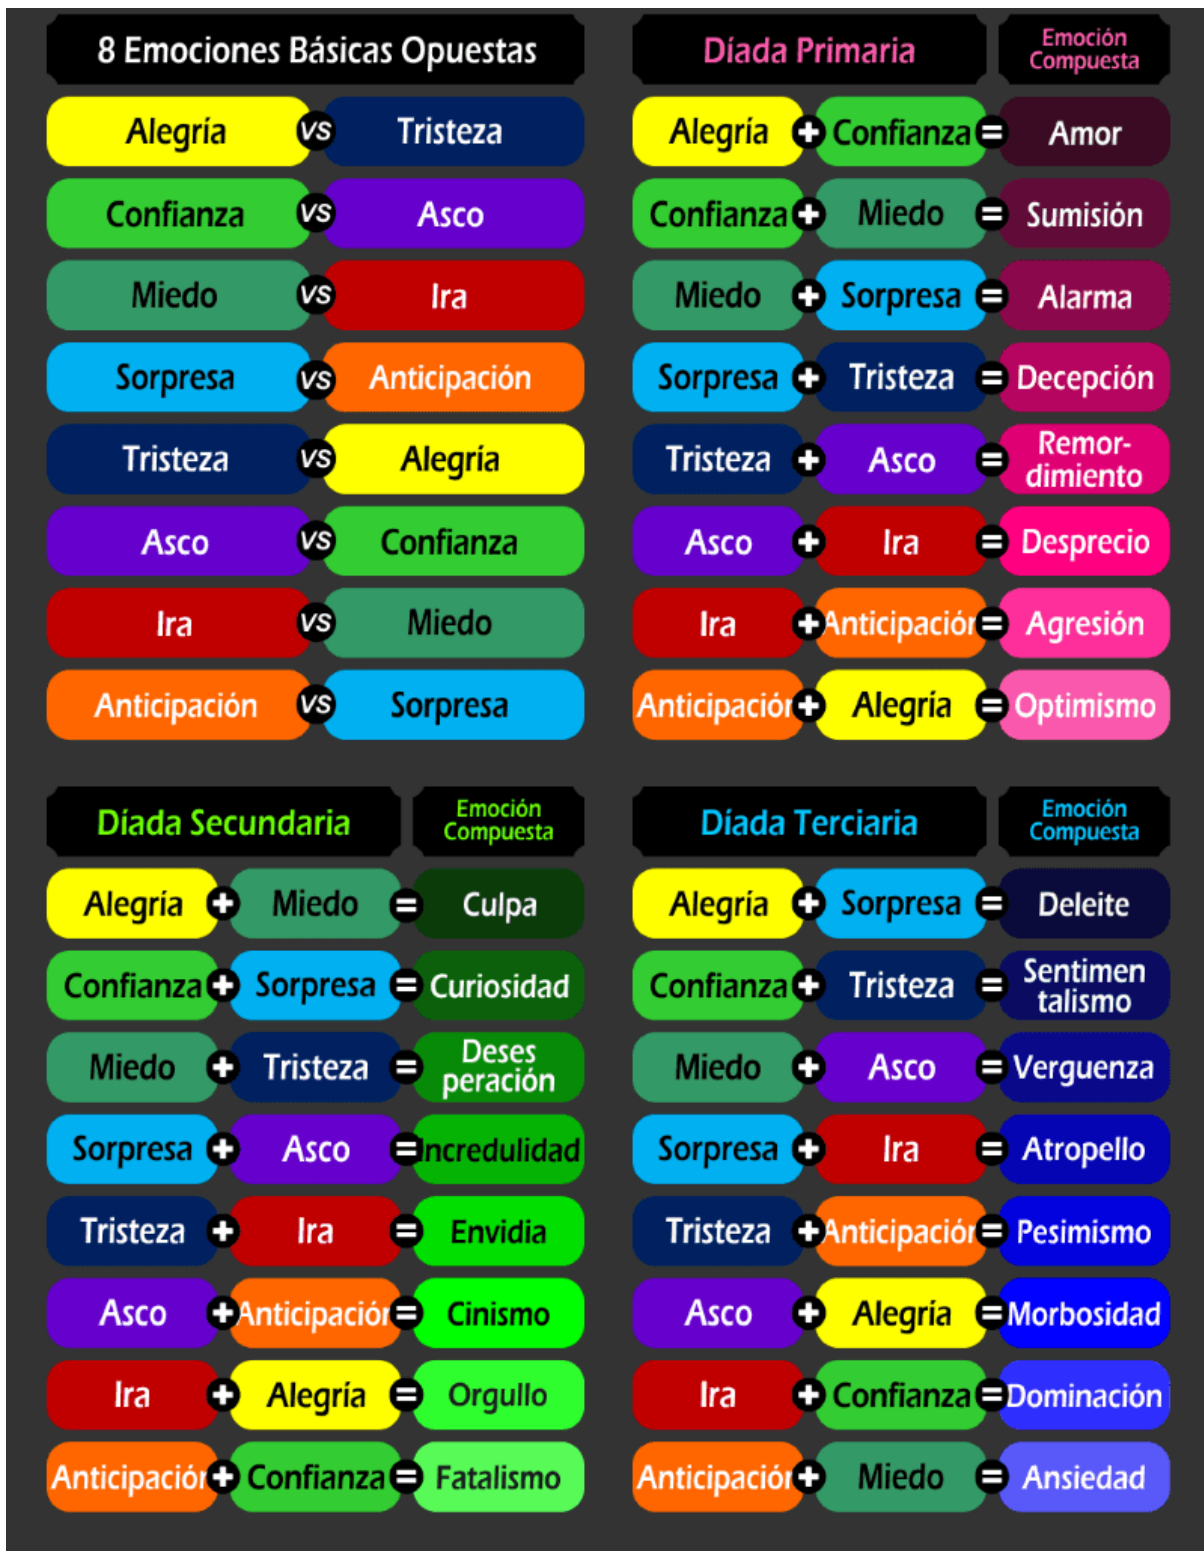 8 Emociones Básicas Opuestas
Alegría vs Tristeza
Confianza vs Asco
Miedo vs Ira
Sorpresa vs Anticipación
Tristeza vs Alegría
Asco vs Confianza
Ira vs Miedo
Anticipación vs Sorpresa
Díada Primaria
Emoción
Compuesta
Alegría + Confianza = Amor
Confianza + Miedo = Sumisión
Miedo + Sorpresa = Alarma
Sorpresa + Tristeza = Decepción
Tristeza + Asco = Remor-
dimiento
Asco + Ira = Desprecio
Ira + Anticipación = Agresión
Anticipación + Alegría = Optimismo
Díada Secundaria
Emoción
Compuesta
Alegría + Miedo = Culpa
Confianza + Sorpresa = Curiosidad
Miedo + Tristeza = Deses
peración
Sorpresa + Asco = Incredulidad
Tristeza + Ira = Envidia
Asco + Anticipación = Cinismo
Ira + Alegría = Orgullo
Anticipación + Confianza = Fatalismo
Díada Terciaria
Emoción
Compuesta
Alegría + Sorpresa = Deleite
Confianza + Tristeza = Sentimen
talismo
Miedo + Asco = Verguenza
Sorpresa + Ira = Atropello
Tristeza + Anticipación = Pesimismo
Asco + Alegría = Morbosidad
Ira + Confianza = Dominación
Anticipación + Miedo = Ansiedad